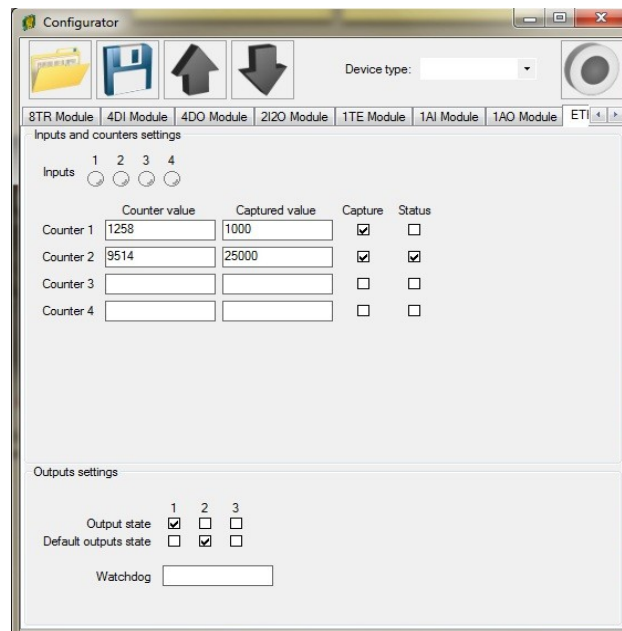 Configurator
Device type:
8TR Module 4DI Module 4DO Module 2I2O Module 1TE Module 1AI Module 1AO Module ETI
Inputs and counters settings
1 2 3 4
Inputs
Counter value Captured value Capture Status
Counter 1 1258 1000
Counter 2 9514 25000
Counter 3
Counter 4
Outputs settings
1 2 3
Output state
Default outputs state
Watchdog